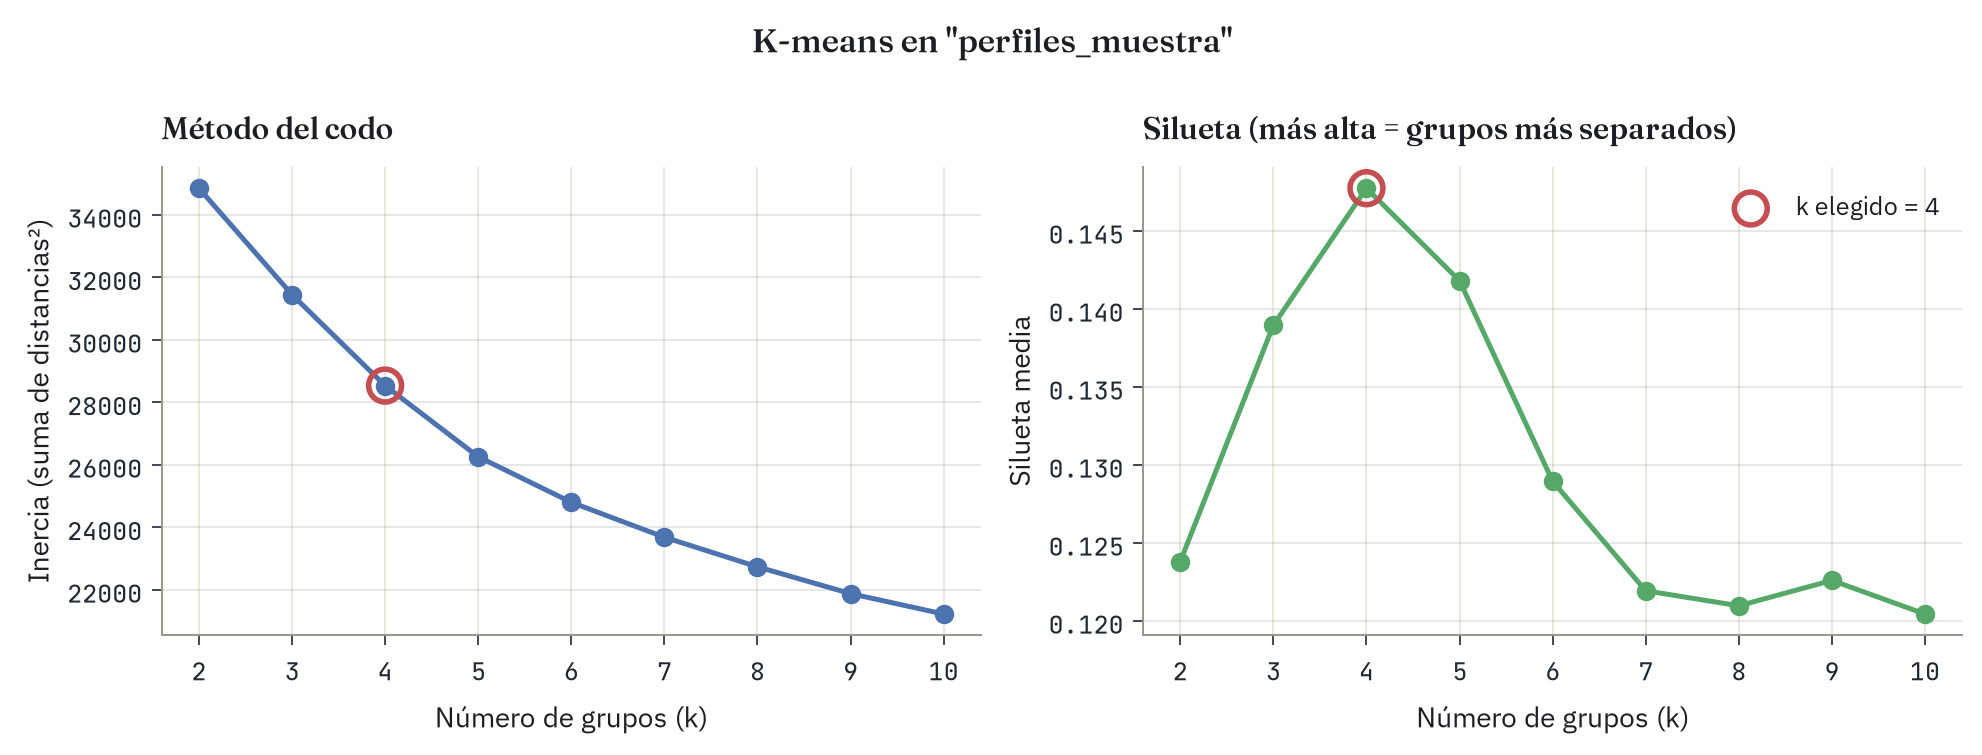 K-means en "perfiles_muestra"
Método del codo
Inercia (suma de distancias²)
34000
32000
30000
28000
26000
24000
22000
2 3 4 5 6 7 8 9 10
Número de grupos (k)
Silueta (más alta = grupos más separados)
k elegido = 4
Silueta media
0.145
0.140
0.135
0.130
0.125
0.120
2 3 4 5 6 7 8 9 10
Número de grupos (k)